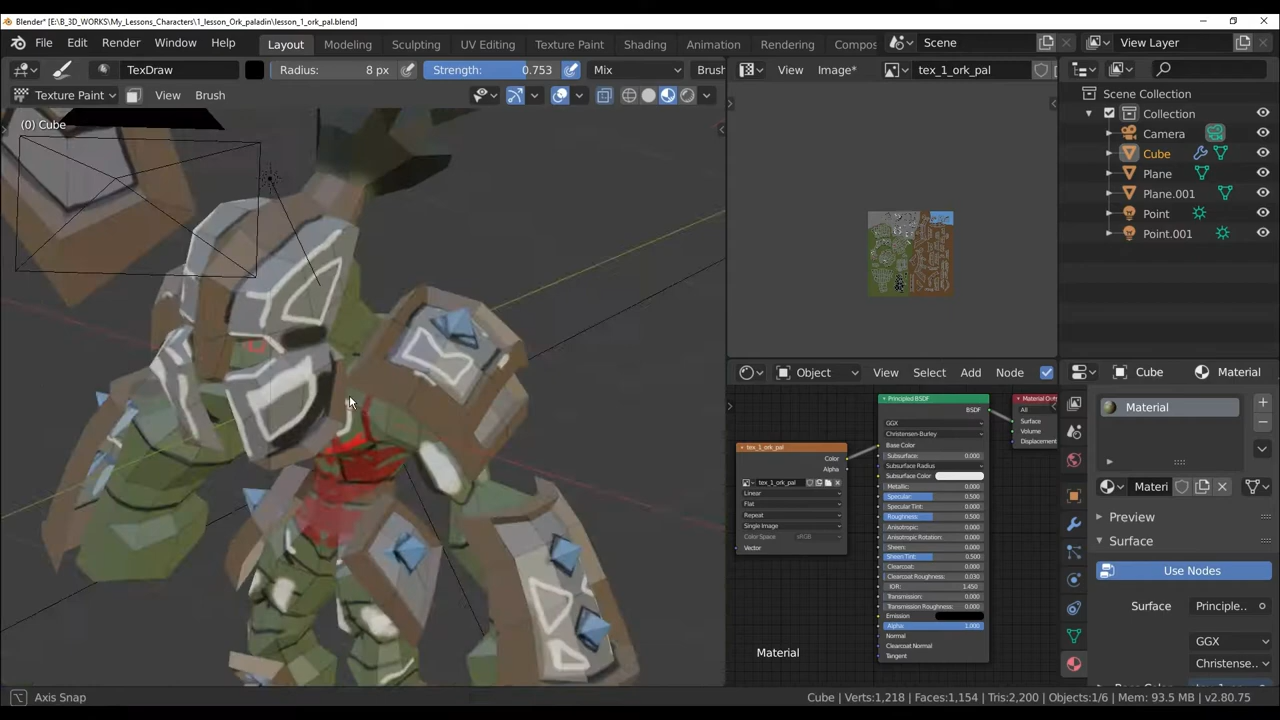 Blender* [E:\B_3D_WORKS\My_Lessons_Characters\1_lesson_Ork_paladin\lesson_1_ork_pal.blend]
File Edit Render Window Help Layout Modeling Sculpting UV Editing Texture Paint Shading Animation Rendering Compos Scene View Layer
TexDraw Radius: 8 px Strength: 0.753 Mix Brush View Image* tex_1_ork_pal
Texture Paint View Brush
(0) Cube
Scene Collection
Collection
Camera
Cube
Plane
Plane.001
Point
Point.001
Object View Select Add Node
Cube Material
Material
tex_1_ork_pal
Color
Alpha
tex_1_ork_pal
Linear
Flat
Repeat
Single Image
Color Space sRGB
Vector
Principled BSDF
BSDF
GGX
Christensen-Burley
Base Color
Subsurface: 0.000
Subsurface Radius
Subsurface Color
Metallic: 0.000
Specular: 0.500
Specular Tint: 0.000
Roughness: 0.500
Anisotropic: 0.000
Anisotropic Rotation: 0.000
Sheen: 0.000
Sheen Tint: 0.500
Clearcoat: 0.000
Clearcoat Roughness: 0.030
IOR: 1.450
Transmission: 0.000
Transmission Roughness: 0.000
Emission
Alpha: 1.000
Normal
Clearcoat Normal
Tangent
Material Outp
All
Surface
Volume
Displacement
Material
Materi
Preview
Surface
Use Nodes
Surface Principle..
GGX
Christense..
Axis Snap
Cube | Verts:1,218 | Faces:1,154 | Tris:2,200 | Objects:1/6 | Mem: 93.5 MB | v2.80.75